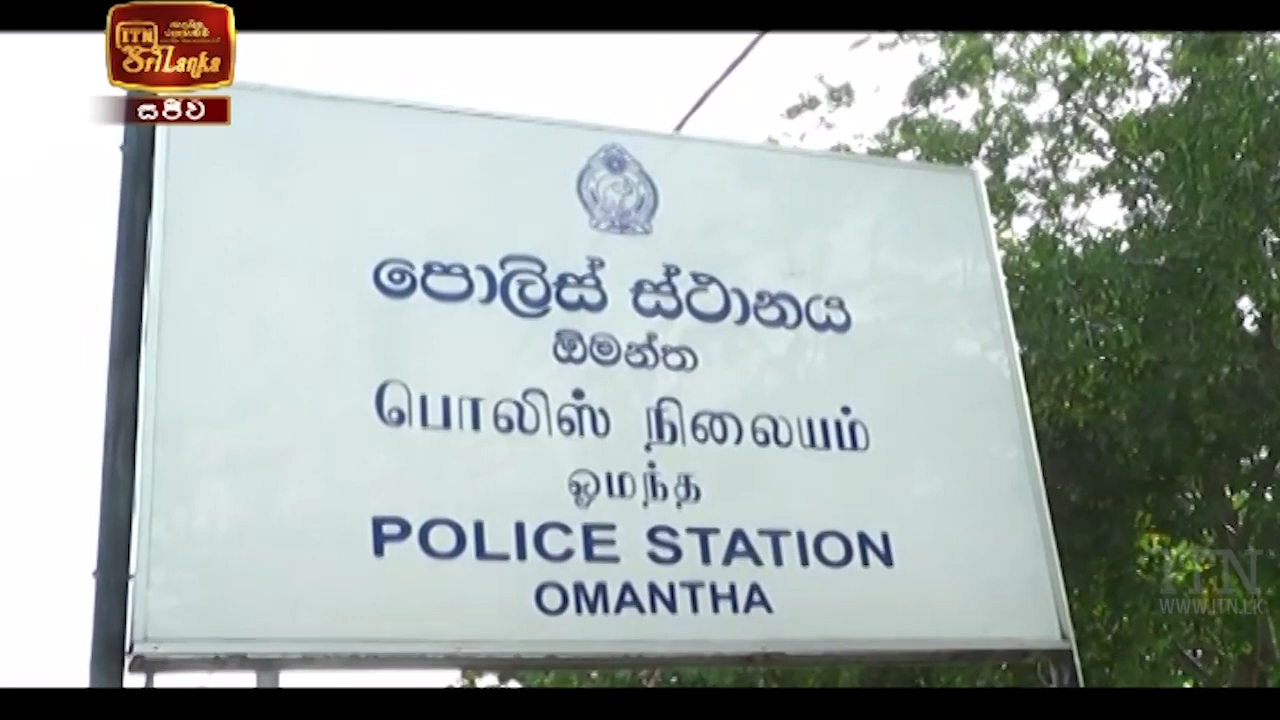 ITN
Sri Lanka
සජීව
පොලිස් ස්ථානය
ඕමන්ත
பொலிஸ் நிலையம்
ஓமந்த
POLICE STATION
OMANTHA
ITN
WWW.ITN.LK